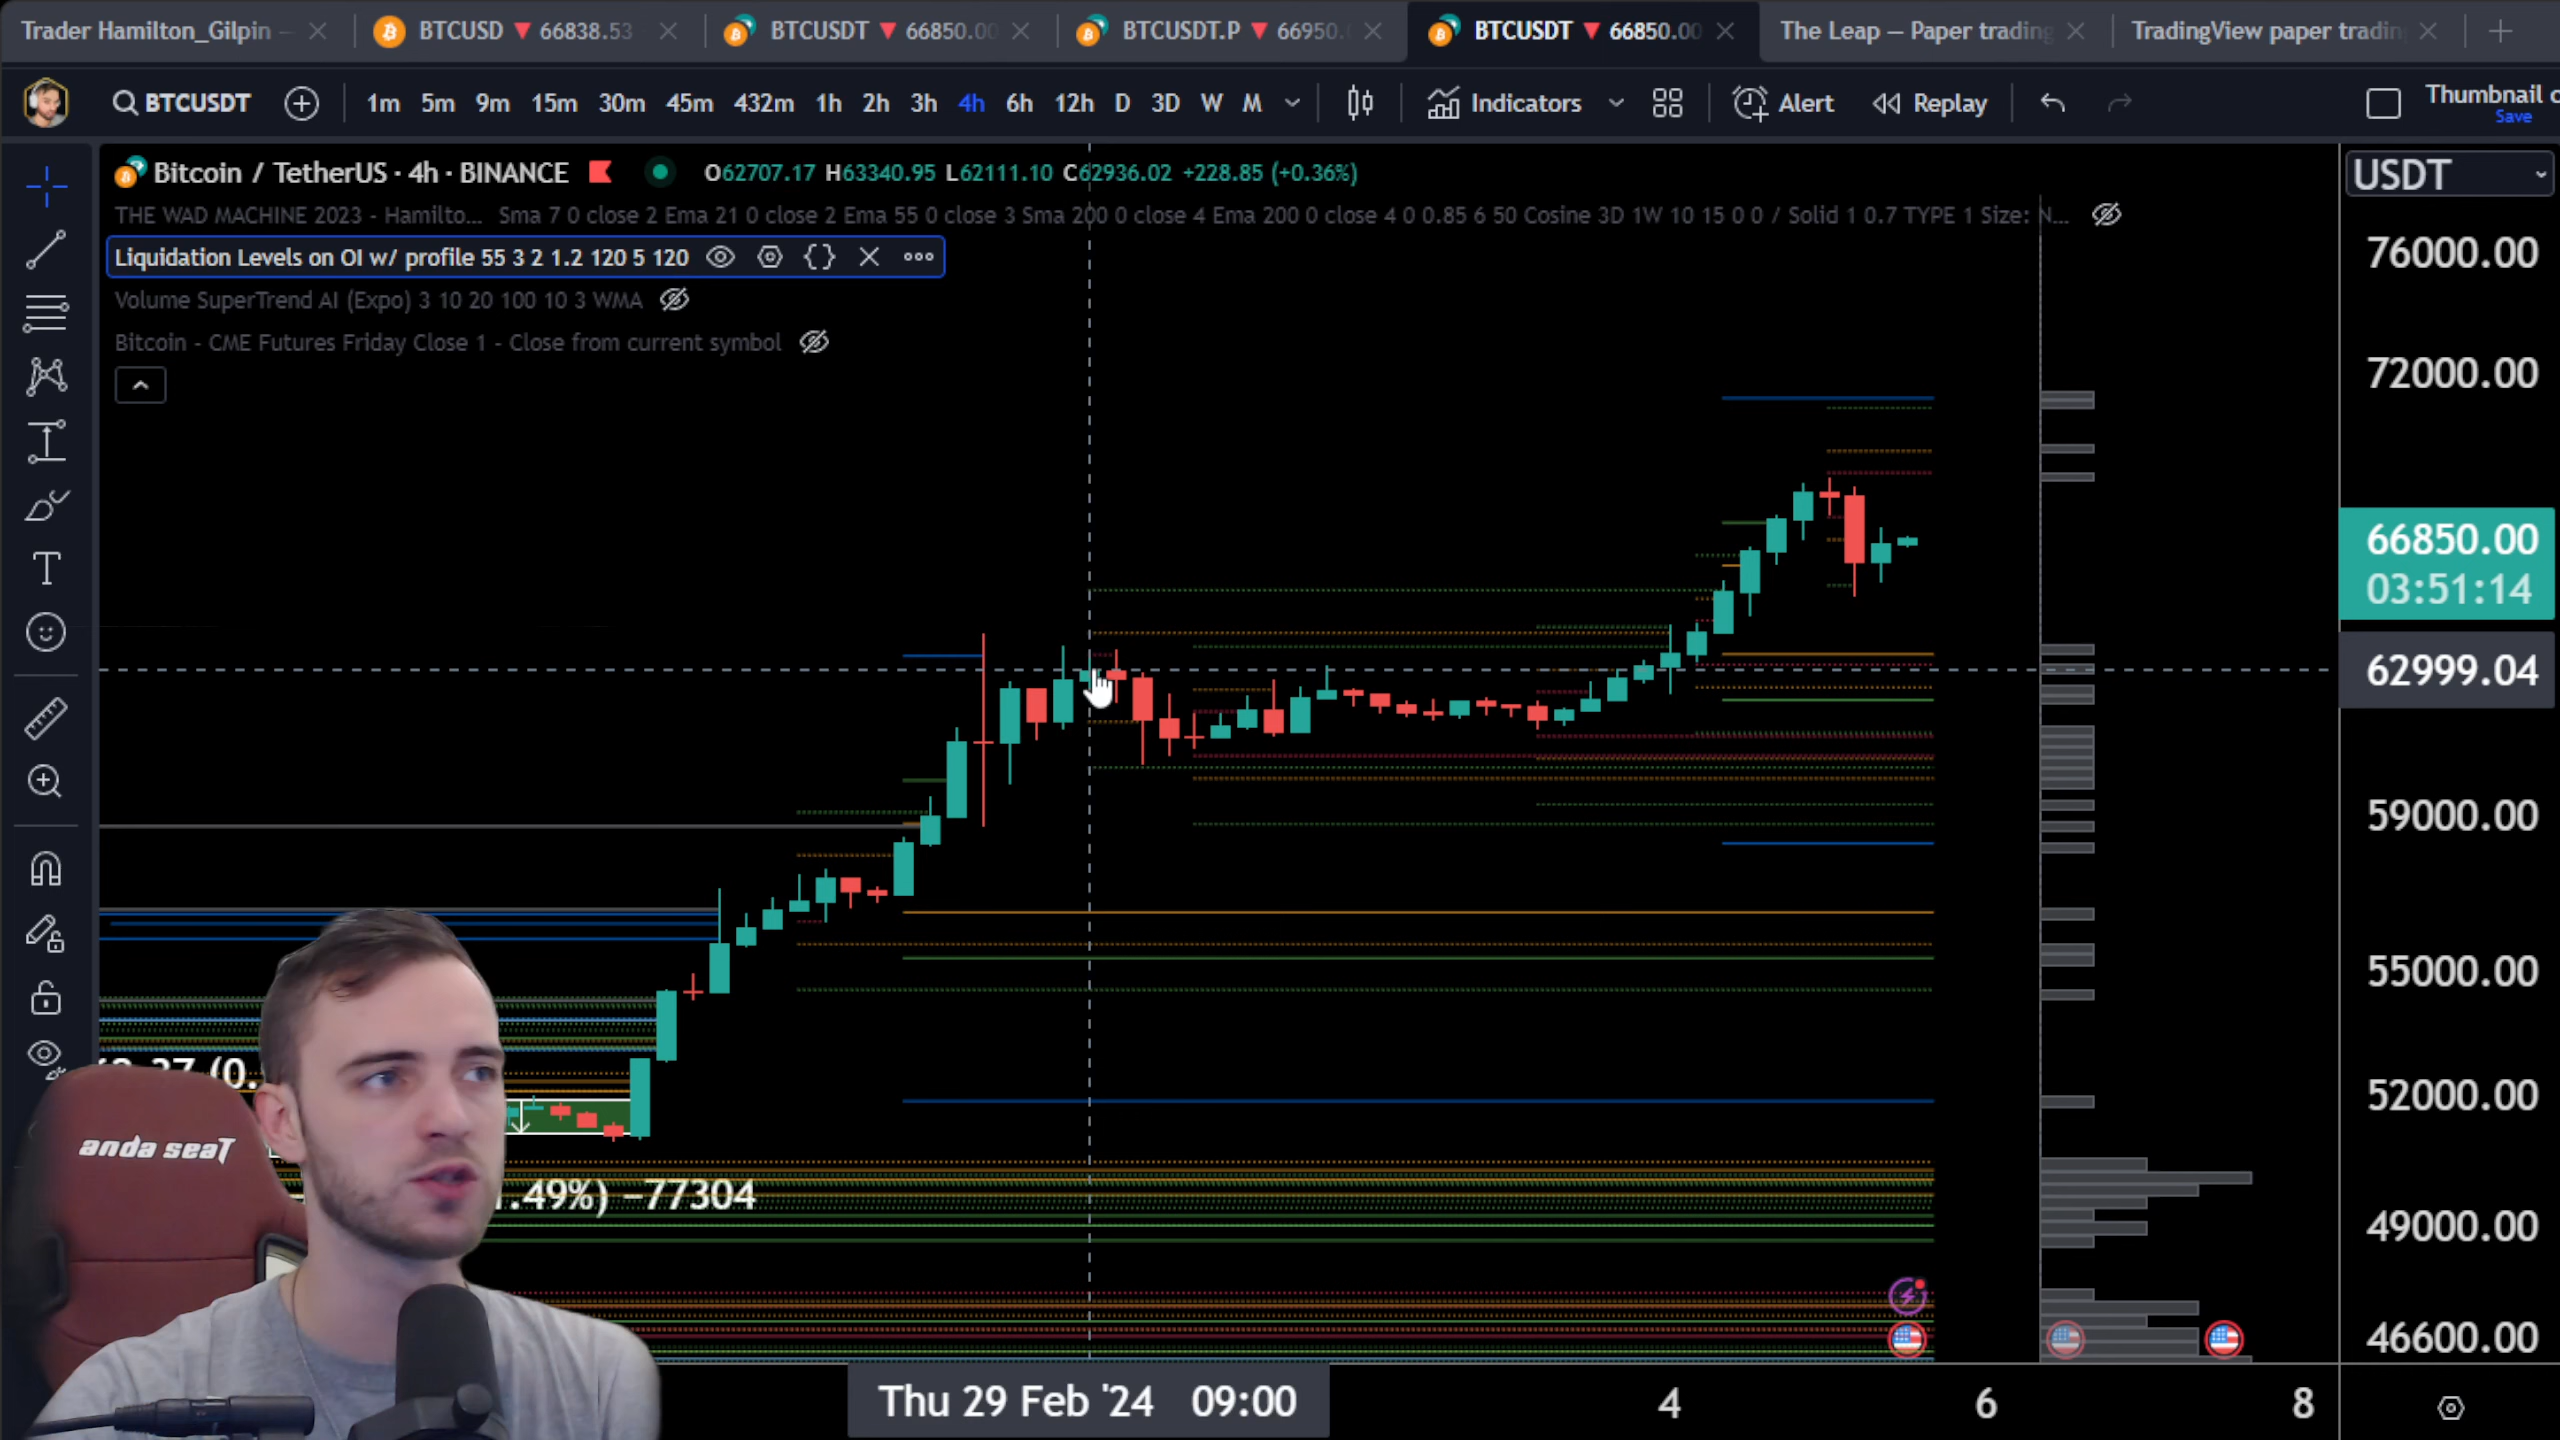 Trader Hamilton_Gilpin –
BTCUSD ▼ 66838.53
BTCUSDT ▼ 66850.00
BTCUSDT.P ▼ 66950.
BTCUSDT ▼ 66850.00
The Leap — Paper trading
TradingView paper tradin
BTCUSDT
1m 5m 9m 15m 30m 45m 432m 1h 2h 3h 4h 6h 12h D 3D W M
Indicators
Alert
Replay
Thumbnail
Save
Bitcoin / TetherUS · 4h · BINANCE
O62707.17 H63340.95 L62111.10 C62936.02 +228.85 (+0.36%)
USDT
THE WAD MACHINE 2023 - Hamilto... Sma 7 0 close 2 Ema 21 0 close 2 Ema 55 0 close 3 Sma 200 0 close 4 Ema 200 0 close 4 0 0.85 6 50 Cosine 3D 1W 10 15 0 0 / Solid 1 0.7 TYPE 1 Size: N...
Liquidation Levels on OI w/ profile 55 3 2 1.2 120 5 120
Volume SuperTrend AI (Expo) 3 10 20 100 10 3 WMA
Bitcoin - CME Futures Friday Close 1 - Close from current symbol
76000.00
72000.00
66850.00
03:51:14
62999.04
59000.00
55000.00
52000.00
49000.00
46600.00
anda seaT
.49%) −77304
Thu 29 Feb '24 09:00
4
6
8